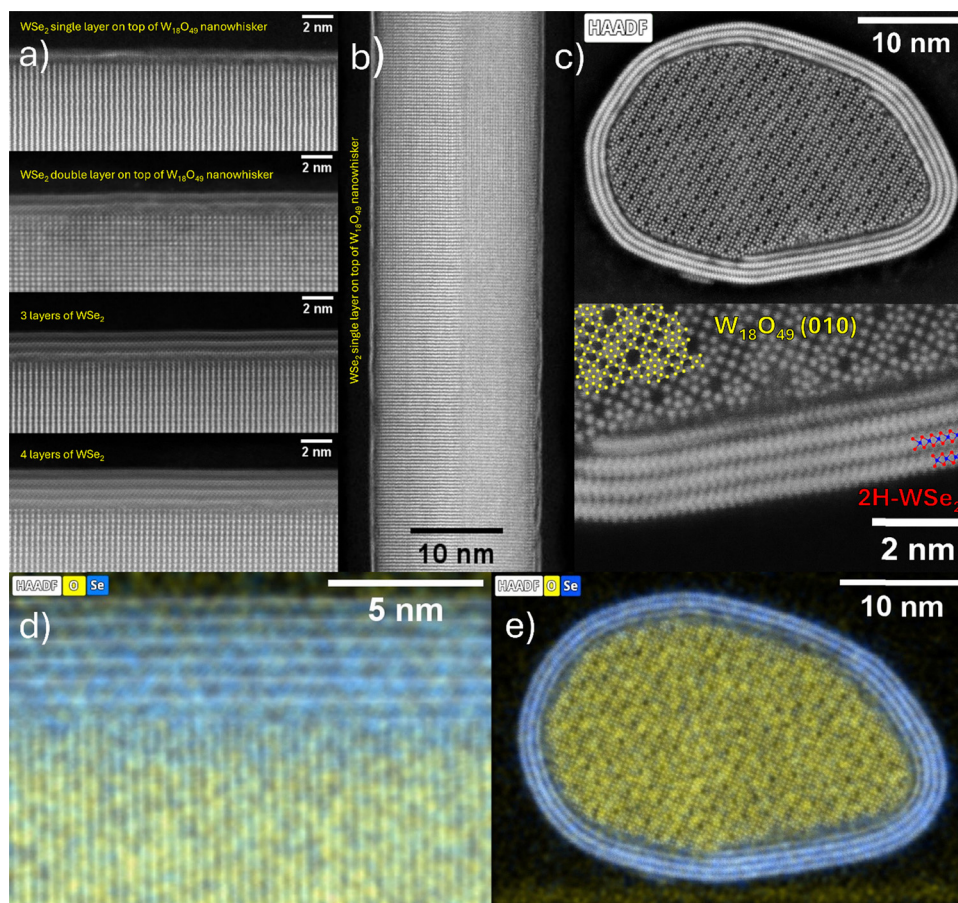 a)
WSe₂ single layer on top of W₁₈O₄₉ nanowhisker
2 nm
WSe₂ double layer on top of W₁₈O₄₉ nanowhisker
2 nm
3 layers of WSe₂
2 nm
4 layers of WSe₂
2 nm
b)
WSe₂ single layer on top of W₁₈O₄₉ nanowhisker
10 nm
c)
HAADF
10 nm
W₁₈O₄₉ (010)
2H-WSe₂
2 nm
HAADF O Se
d)
5 nm
HAADF O Se
e)
10 nm